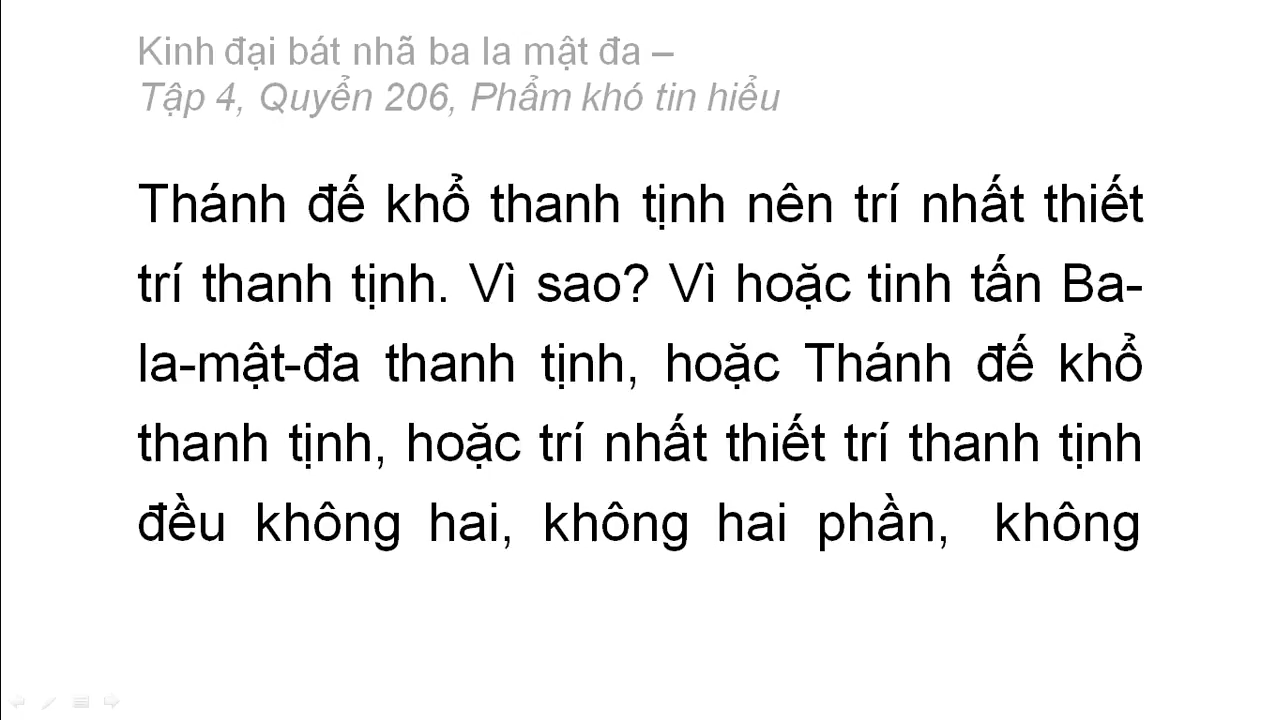 Kinh đại bát nhã ba la mật đa –
Tập 4, Quyển 206, Phẩm khó tin hiểu
Thánh đế khổ thanh tịnh nên trí nhất thiết
trí thanh tịnh. Vì sao? Vì hoặc tinh tấn Ba-
la-mật-đa thanh tịnh, hoặc Thánh đế khổ
thanh tịnh, hoặc trí nhất thiết trí thanh tịnh
đều không hai, không hai phần, không